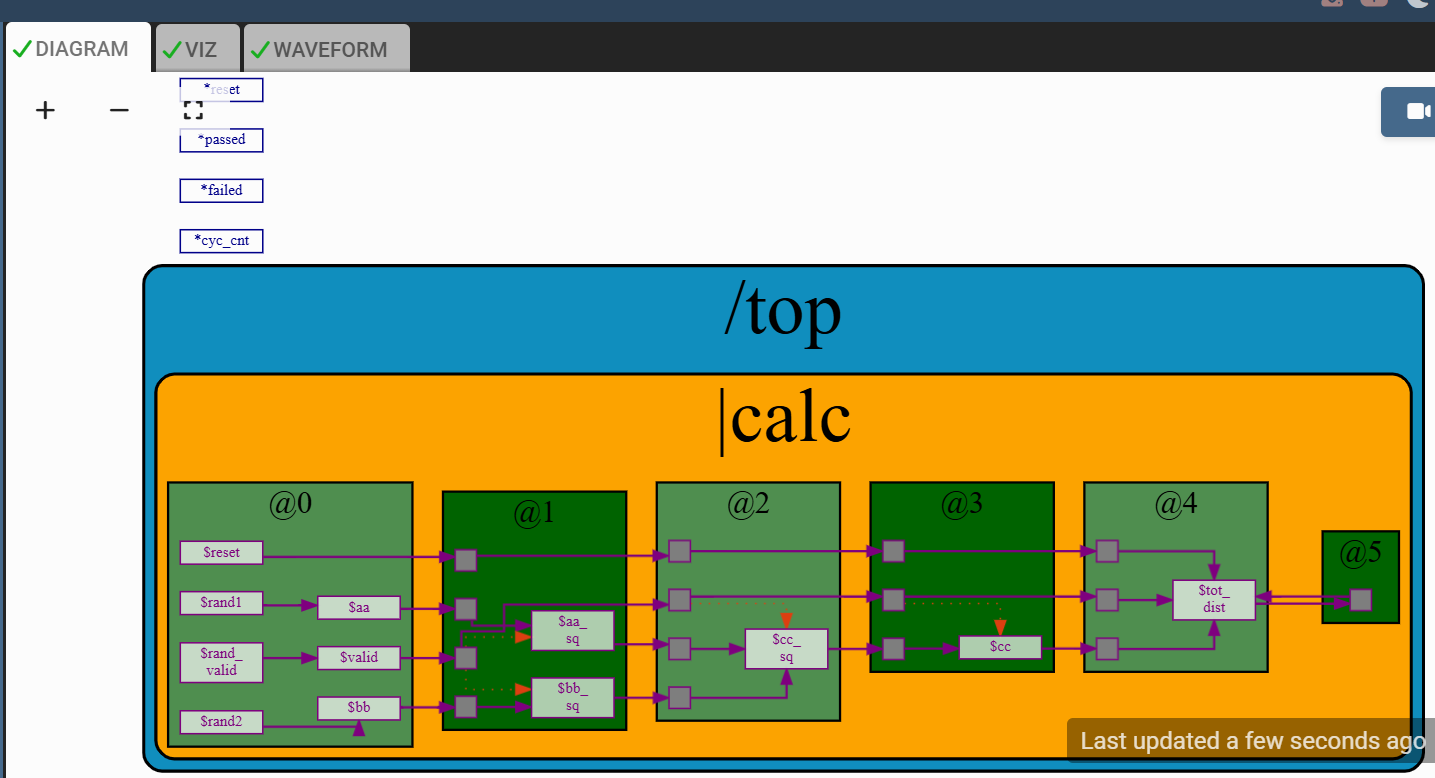 DIAGRAM
VIZ
WAVEFORM
*reset
*passed
*failed
*cyc_cnt
/top
|calc
@0
$reset
$rand1
$aa
$rand_
valid
$valid
$bb
$rand2
@1
$aa_
sq
$bb_
sq
@2
$cc_
sq
@3
$cc
@4
$tot_
dist
@5
Last updated a few seconds ago